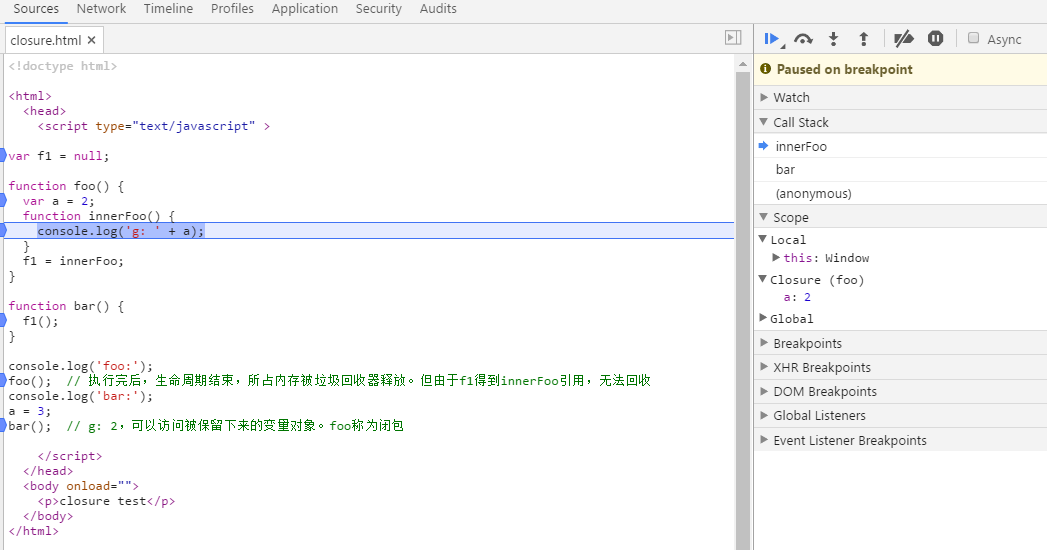 Sources Network Timeline Profiles Application Security Audits
closure.html ×
Async
<!doctype html>
Paused on breakpoint
<html>
Watch
<head>
Call Stack
<script type="text/javascript" >
innerFoo
var f1 = null;
bar
function foo() {
(anonymous)
var a = 2;
function innerFoo() {
Scope
console.log('g: ' + a);
Local
}
this: Window
f1 = innerFoo;
}
Closure (foo)
a: 2
function bar() {
Global
f1();
}
Breakpoints
console.log('foo:');
XHR Breakpoints
foo(); // 执行完后，生命周期结束，所占内存被垃圾回收器释放。但由于f1得到innerFoo引用，无法回收
console.log('bar:');
DOM Breakpoints
a = 3;
Global Listeners
bar(); // g: 2，可以访问被保留下来的变量对象。foo称为闭包
Event Listener Breakpoints
</script>
</head>
<body onload="">
<p>closure test</p>
</body>
</html>